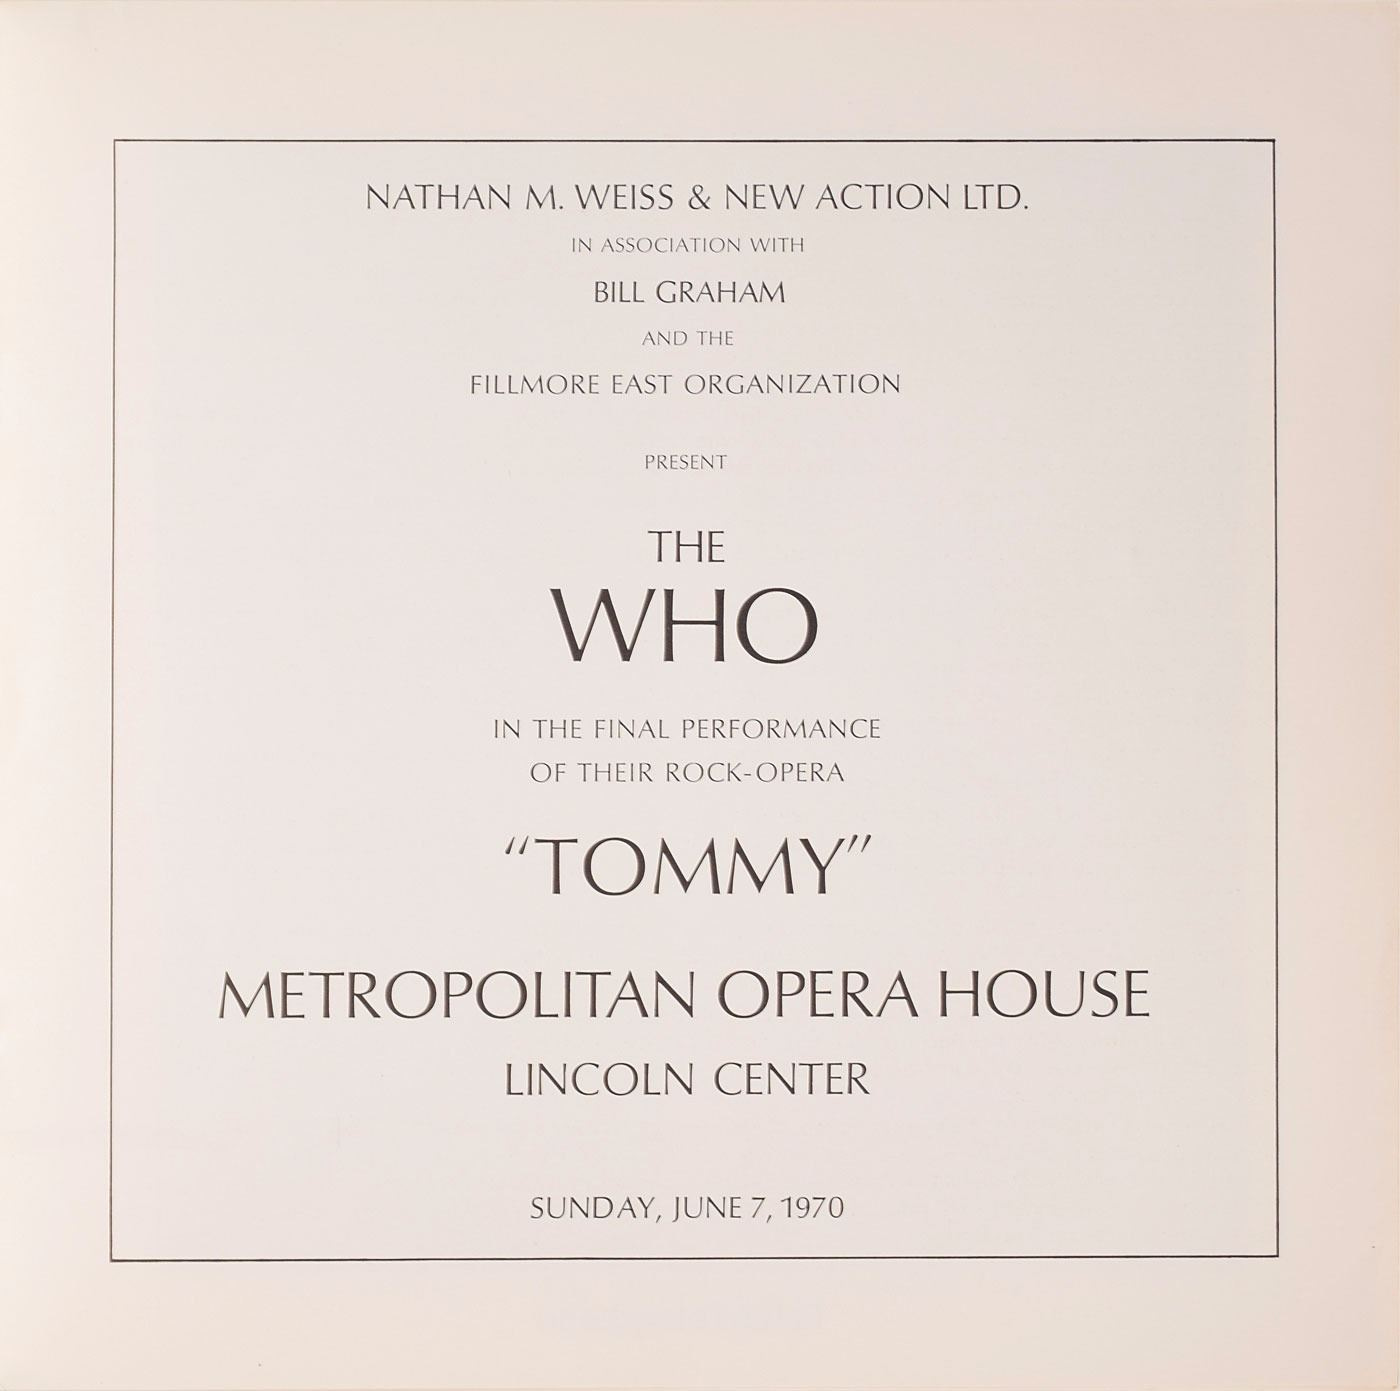 NATHAN M. WEISS & NEW ACTION LTD.
IN ASSOCIATION WITH
BILL GRAHAM
AND THE
FILLMORE EAST ORGANIZATION
PRESENT
THE
WHO
IN THE FINAL PERFORMANCE
OF THEIR ROCK-OPERA
“TOMMY”
METROPOLITAN OPERA HOUSE
LINCOLN CENTER
SUNDAY, JUNE 7, 1970